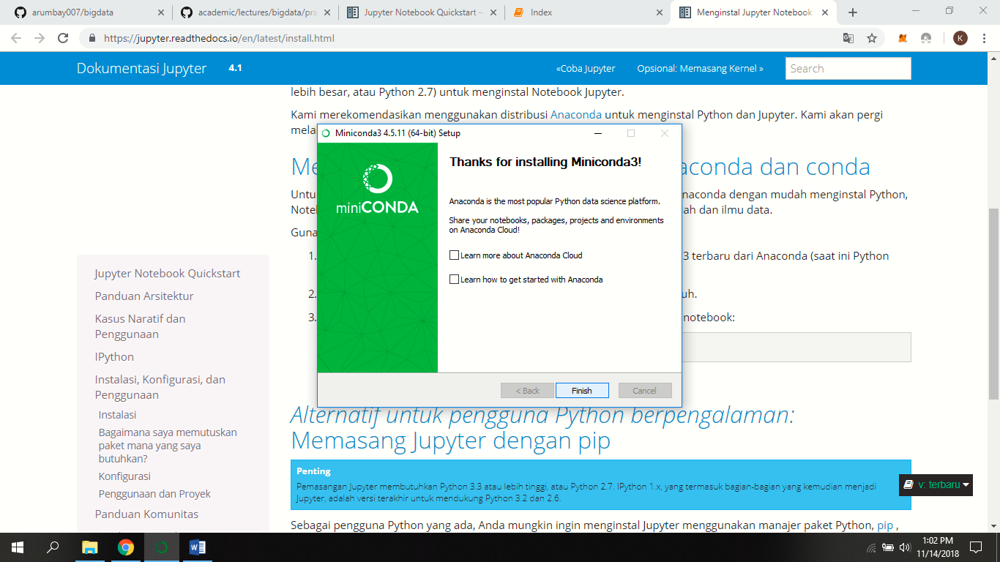 arumbay007/bigdata
academic/lectures/bigdata/pra
Jupyter Notebook Quickstart –
Index
Menginstal Jupyter Notebook
https://jupyter.readthedocs.io/en/latest/install.html
K
Dokumentasi Jupyter
4.1
«Coba Jupyter
Opsional: Memasang Kernel »
Search
lebih besar, atau Python 2.7) untuk menginstal Notebook Jupyter.
Kami merekomendasikan menggunakan distribusi Anaconda untuk menginstal Python dan Jupyter. Kami akan pergi
mela
Me
aconda dan conda
Untu
naconda dengan mudah menginstal Python,
Note
ah dan ilmu data.
Guna
1.
3 terbaru dari Anaconda (saat ini Python
2.
uh.
3.
notebook:
Miniconda3 4.5.11 (64-bit) Setup
miniCONDA
Thanks for installing Miniconda3!
Anaconda is the most popular Python data science platform.
Share your notebooks, packages, projects and environments
on Anaconda Cloud!
Learn more about Anaconda Cloud
Learn how to get started with Anaconda
< Back
Finish
Cancel
Jupyter Notebook Quickstart
Panduan Arsitektur
Kasus Naratif dan
Penggunaan
IPython
Instalasi, Konfigurasi, dan
Penggunaan
Instalasi
Bagaimana saya memutuskan
paket mana yang saya
butuhkan?
Konfigurasi
Penggunaan dan Proyek
Panduan Komunitas
Alternatif untuk pengguna Python berpengalaman:
Memasang Jupyter dengan pip
Penting
Pemasangan Jupyter membutuhkan Python 3.3 atau lebih tinggi, atau Python 2.7. IPython 1.x, yang termasuk bagian-bagian yang kemudian menjadi
Jupyter, adalah versi terakhir untuk mendukung Python 3.2 dan 2.6.
v: terbaru
Sebagai pengguna Python yang ada, Anda mungkin ingin menginstal Jupyter menggunakan manajer paket Python, pip ,
1:02 PM
11/14/2018